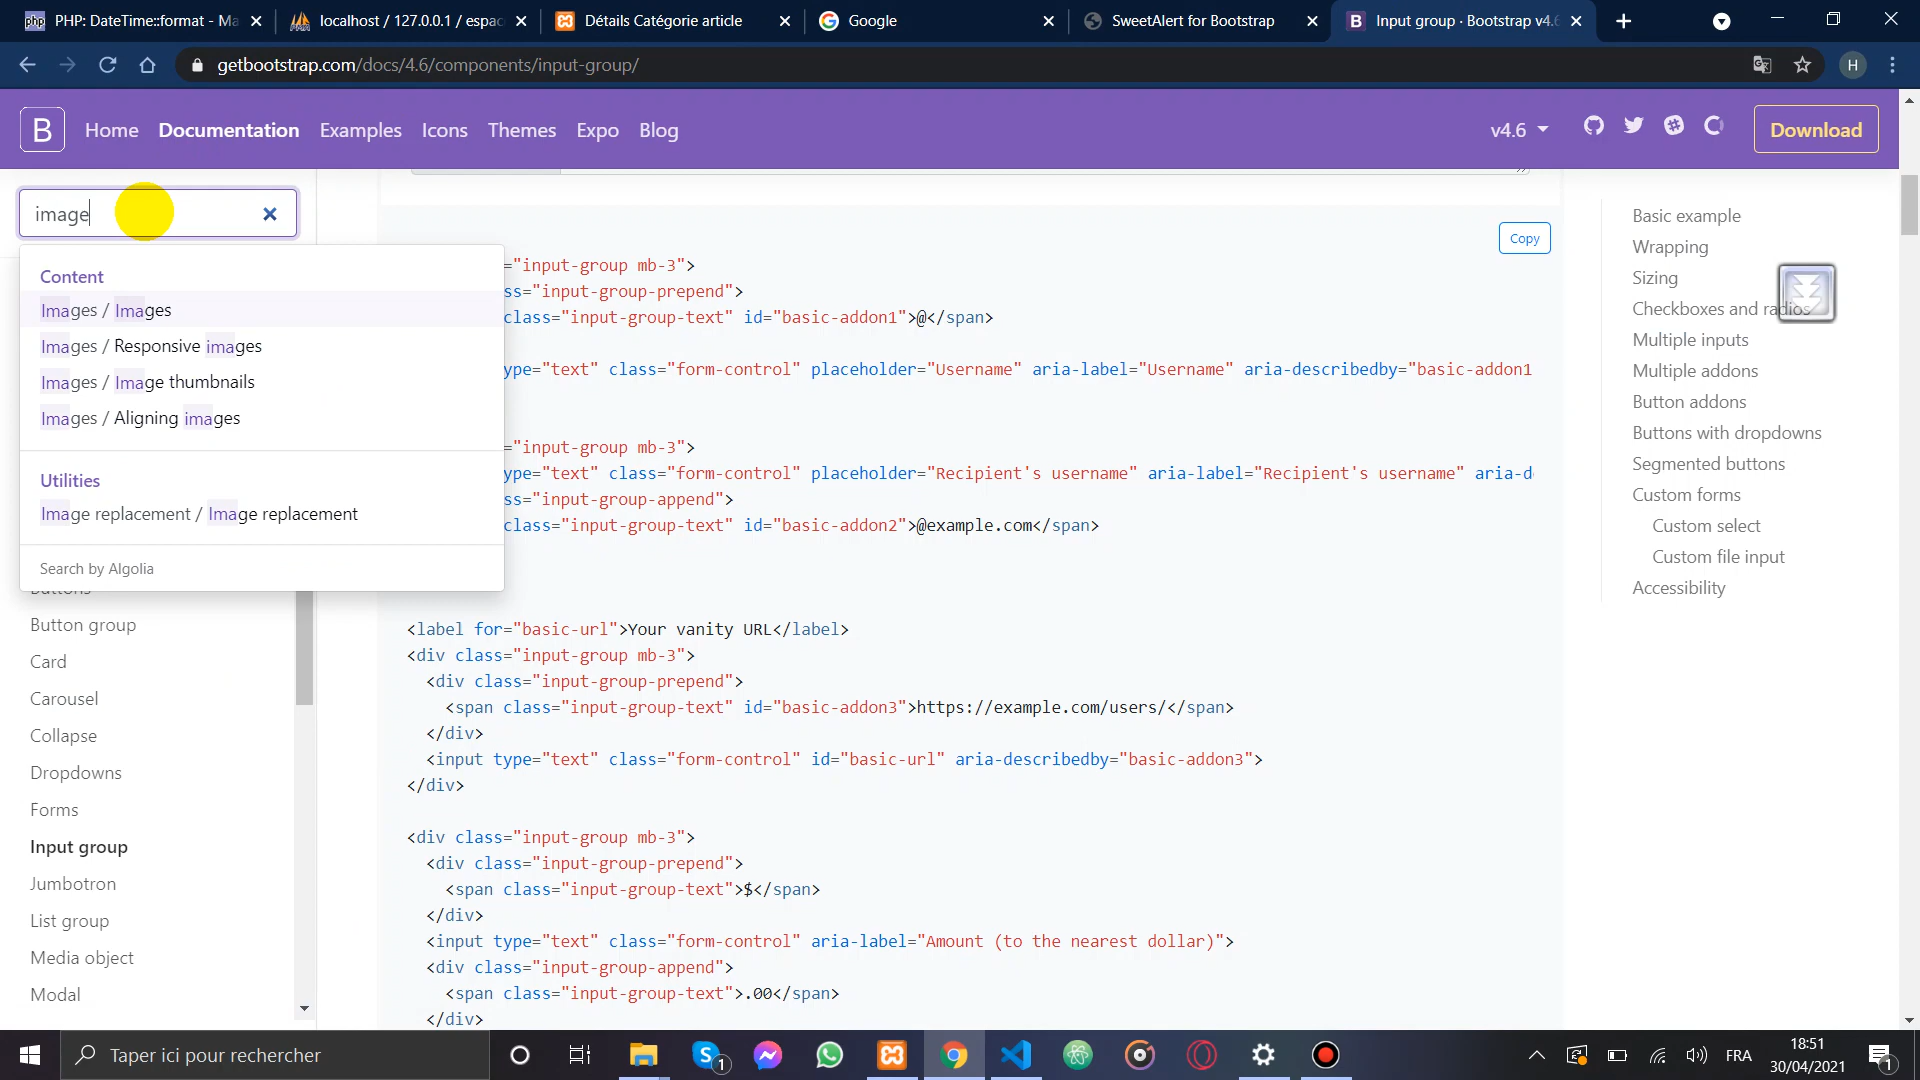 PHP: DateTime::format - Ma
localhost / 127.0.0.1 / espac
Détails Catégorie article
Google
SweetAlert for Bootstrap
Input group · Bootstrap v4.6
getbootstrap.com/docs/4.6/components/input-group/
H
B Home Documentation Examples Icons Themes Expo Blog v4.6 Download
image
Content
Images / Images
Images / Responsive images
Images / Image thumbnails
Images / Aligning images
Utilities
Image replacement / Image replacement
Search by Algolia
Buttons
Button group
Card
Carousel
Collapse
Dropdowns
Forms
Input group
Jumbotron
List group
Media object
Modal
Copy
="input-group mb-3">
ss="input-group-prepend">
class="input-group-text" id="basic-addon1">@</span>
ype="text" class="form-control" placeholder="Username" aria-label="Username" aria-describedby="basic-addon1
="input-group mb-3">
ype="text" class="form-control" placeholder="Recipient's username" aria-label="Recipient's username" aria-de
ss="input-group-append">
class="input-group-text" id="basic-addon2">@example.com</span>
<label for="basic-url">Your vanity URL</label>
<div class="input-group mb-3">
<div class="input-group-prepend">
<span class="input-group-text" id="basic-addon3">https://example.com/users/</span>
</div>
<input type="text" class="form-control" id="basic-url" aria-describedby="basic-addon3">
</div>
<div class="input-group mb-3">
<div class="input-group-prepend">
<span class="input-group-text">$</span>
</div>
<input type="text" class="form-control" aria-label="Amount (to the nearest dollar)">
<div class="input-group-append">
<span class="input-group-text">.00</span>
</div>
Basic example
Wrapping
Sizing
Checkboxes and radios
Multiple inputs
Multiple addons
Button addons
Buttons with dropdowns
Segmented buttons
Custom forms
Custom select
Custom file input
Accessibility
Taper ici pour rechercher
1
FRA
18:51
30/04/2021
1